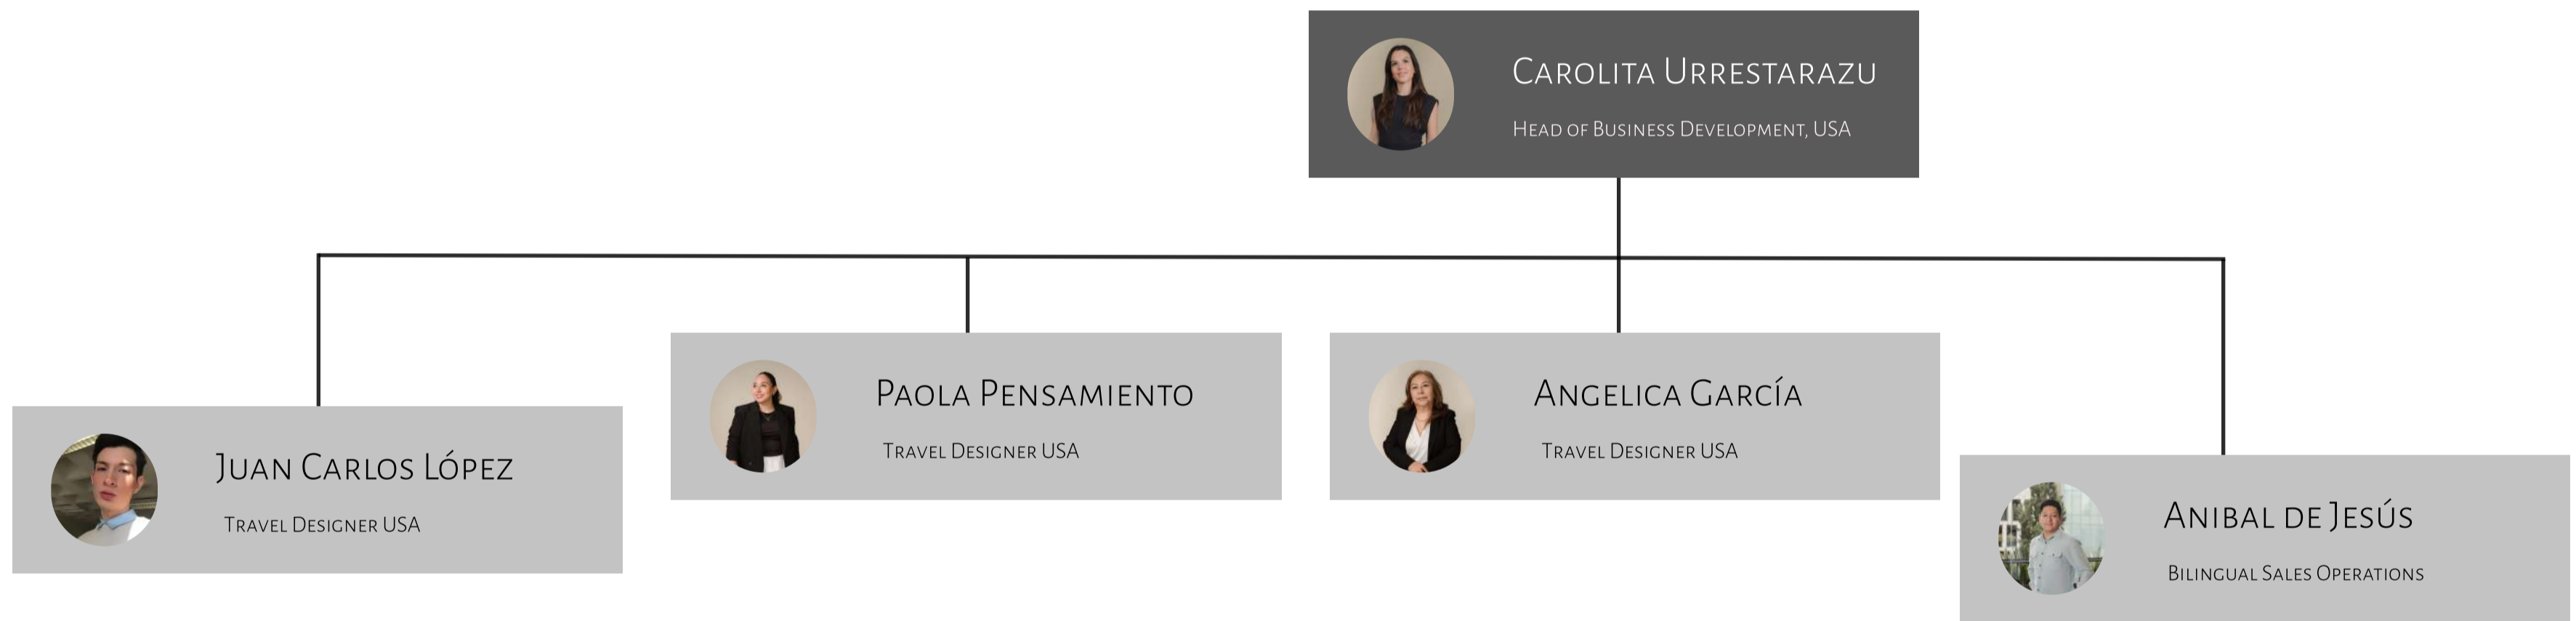 Carolita Urrestarazu
Head of Business Development, USA
Juan Carlos López
Travel Designer USA
Paola Pensamiento
Travel Designer USA
Angelica García
Travel Designer USA
Anibal de Jesús
Bilingual Sales Operations